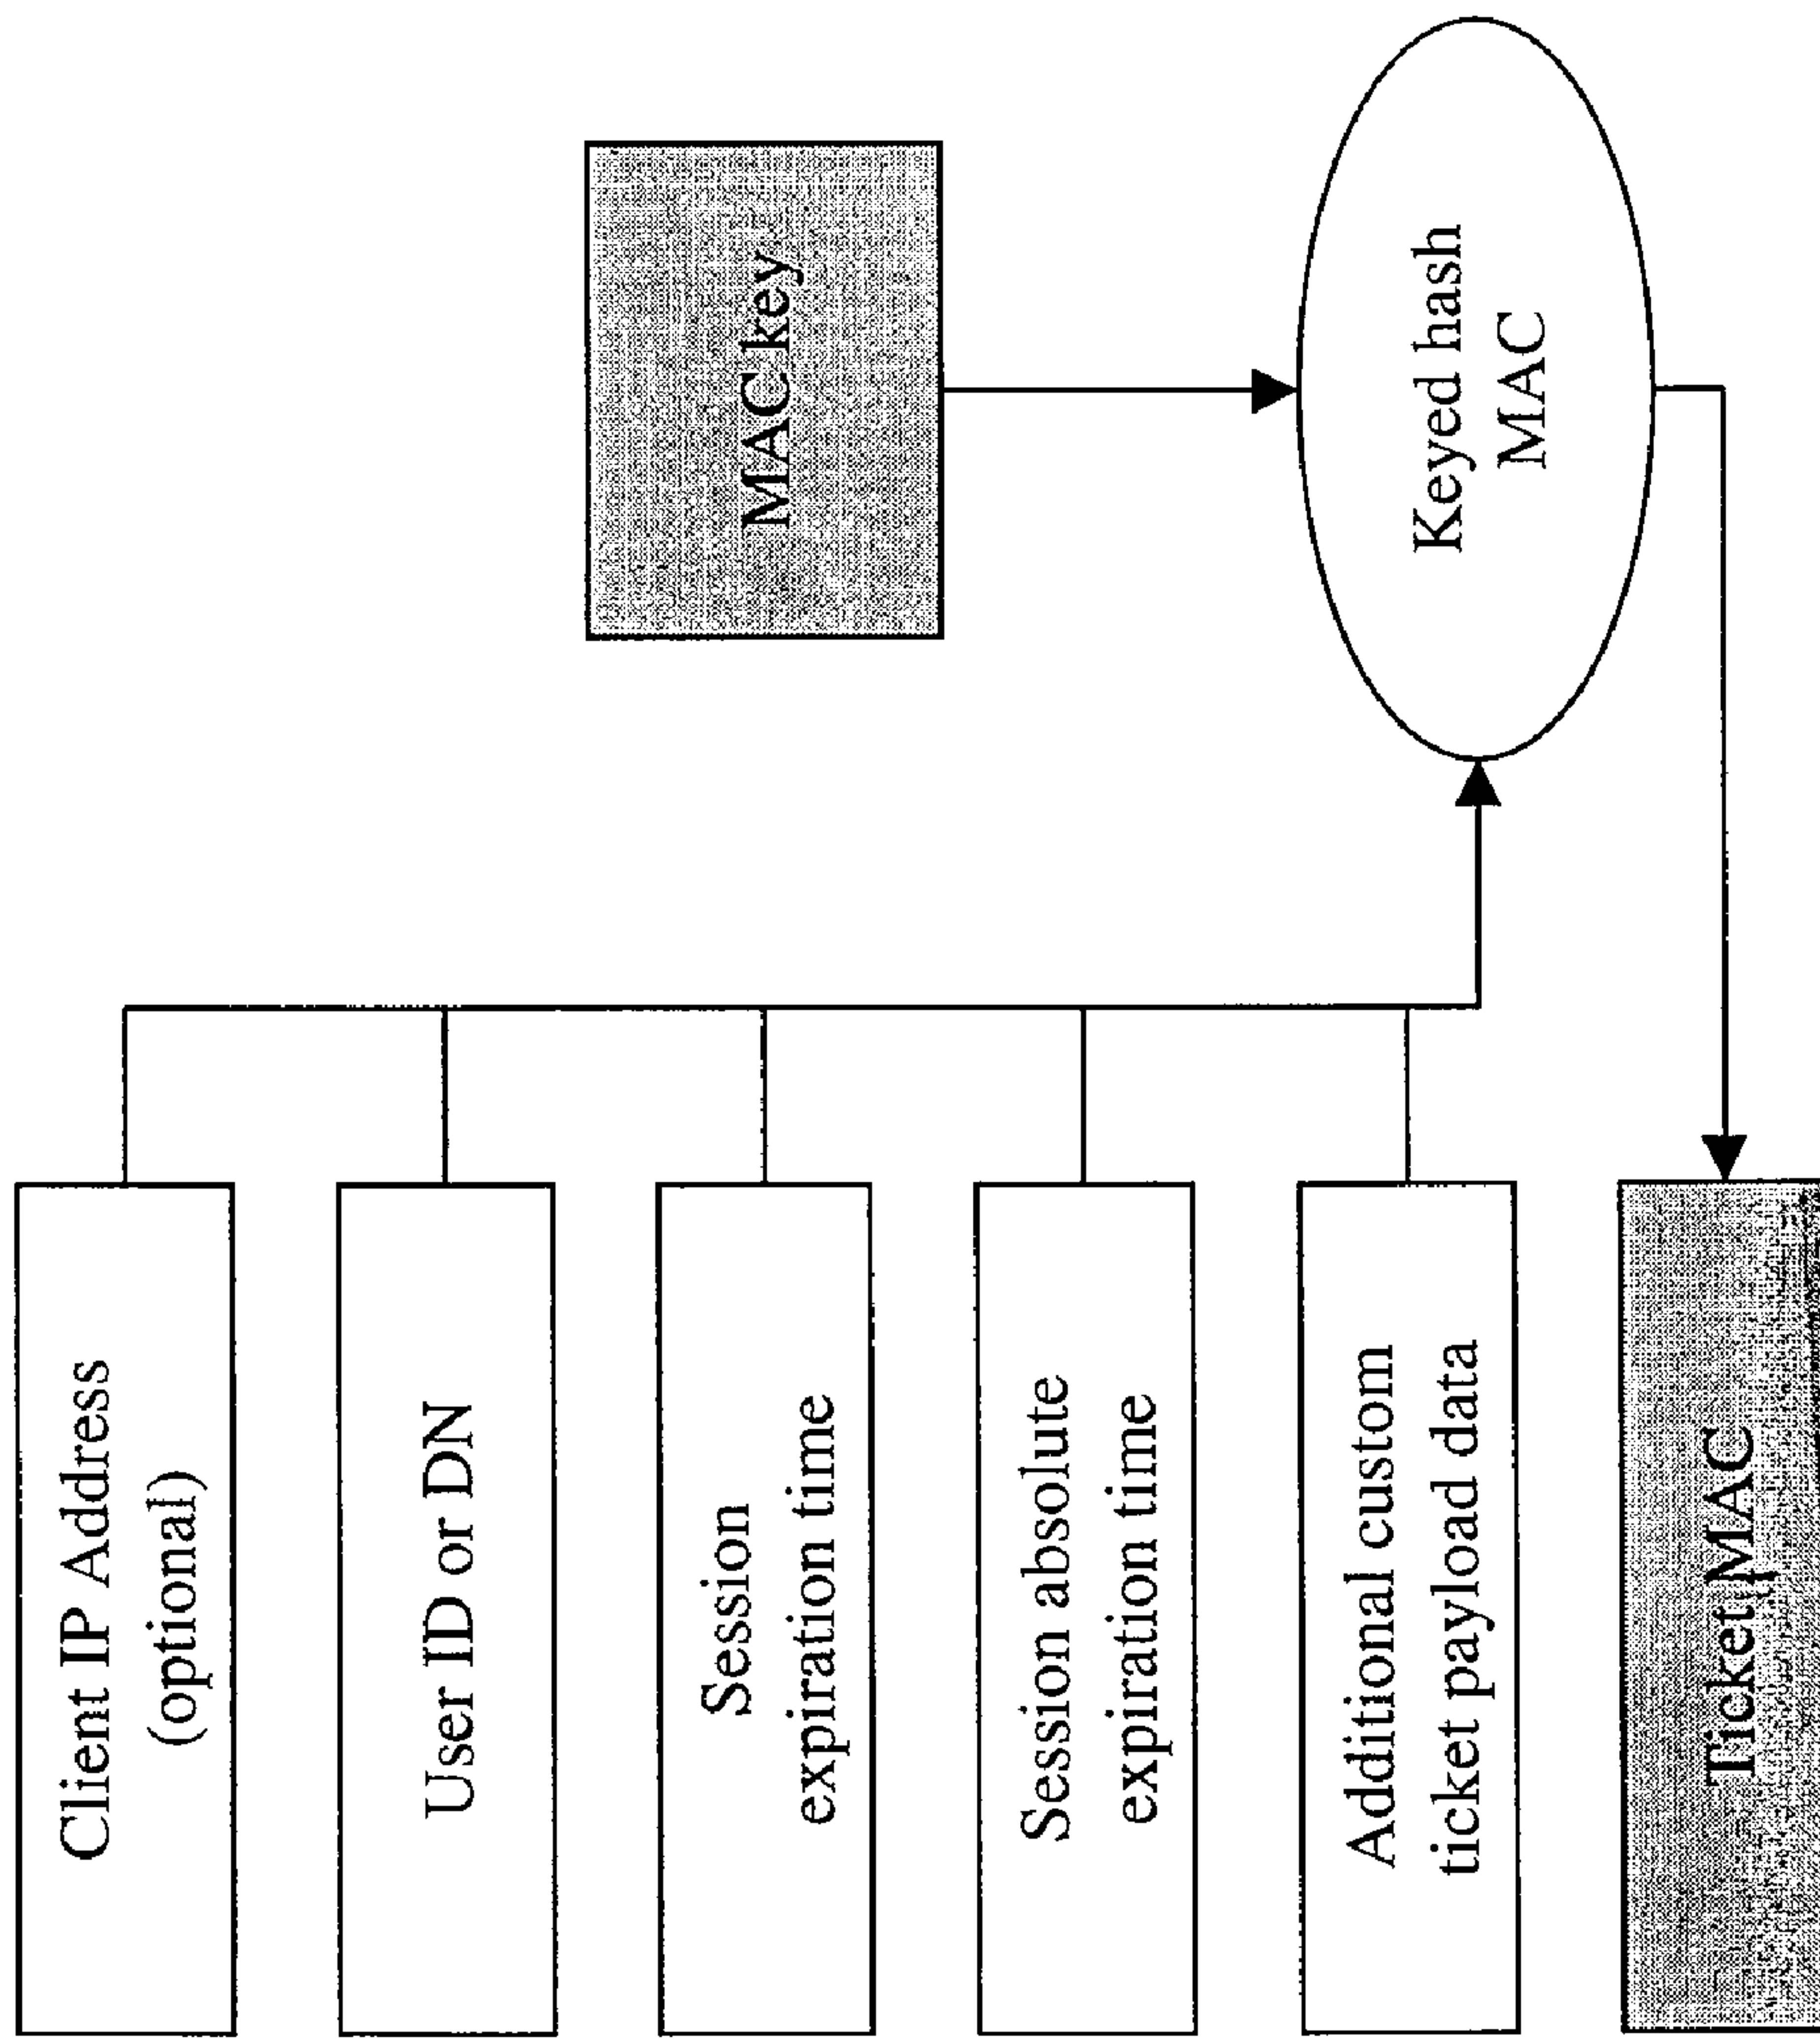 Client IP Address
(optional)
User ID or DN
Session
expiration time
Session absolute
expiration time
Additional custom
ticket payload data
Ticket MAC
MAC key
Keyed hash
MAC